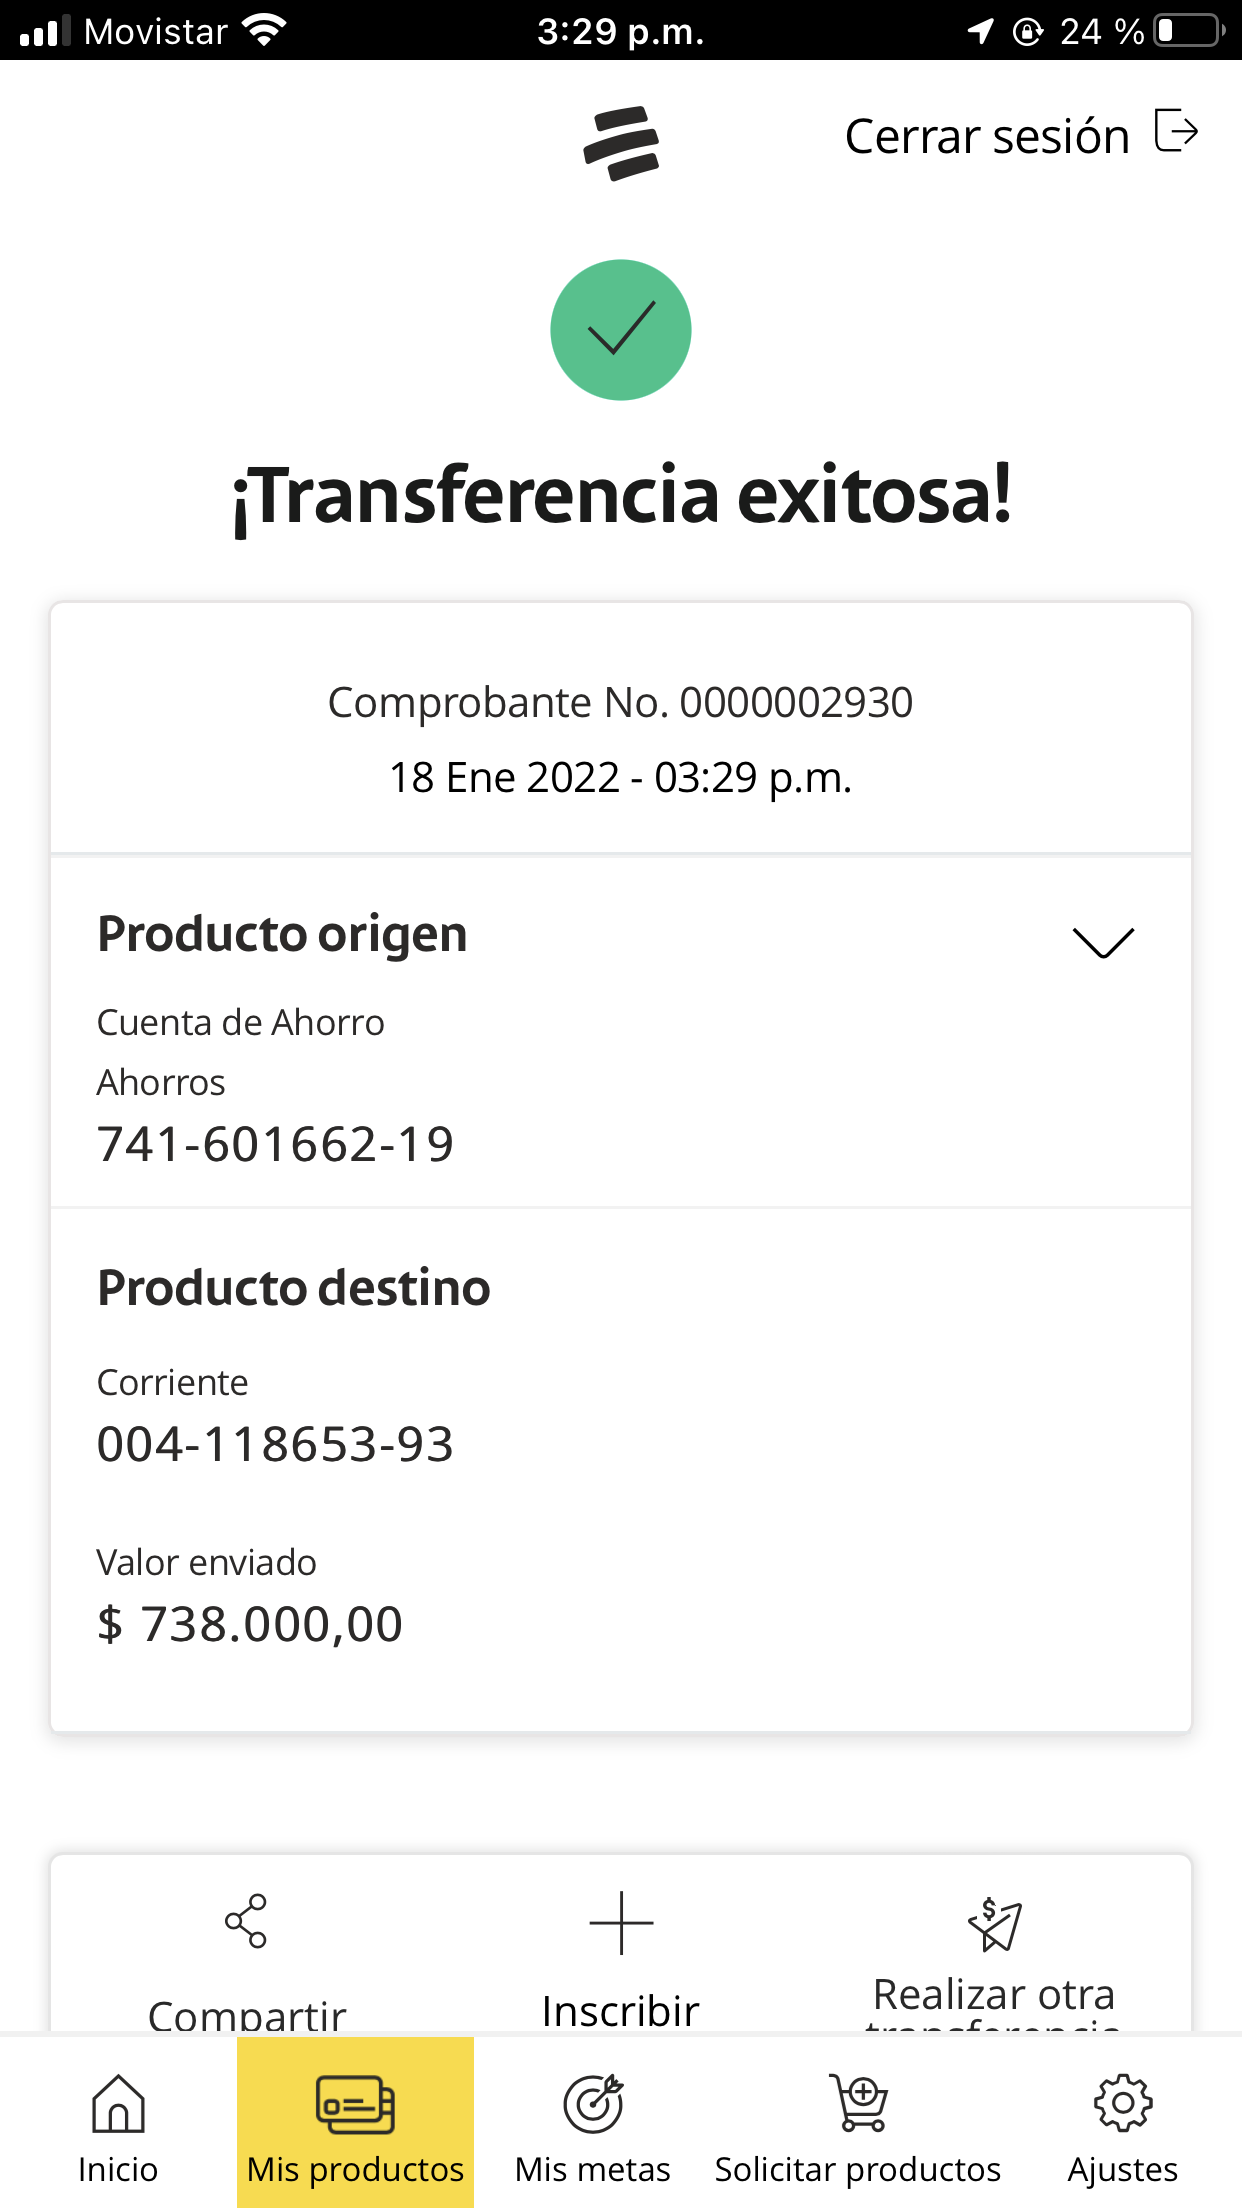 Movistar 3:29 p.m. 24 %
Cerrar sesión
¡Transferencia exitosa!
Comprobante No. 0000002930
18 Ene 2022 - 03:29 p.m.
Producto origen
Cuenta de Ahorro
Ahorros
741-601662-19
Producto destino
Corriente
004-118653-93
Valor enviado
$ 738.000,00
Compartir
Inscribir
Realizar otra
transferencia
Inicio
Mis productos
Mis metas
Solicitar productos
Ajustes